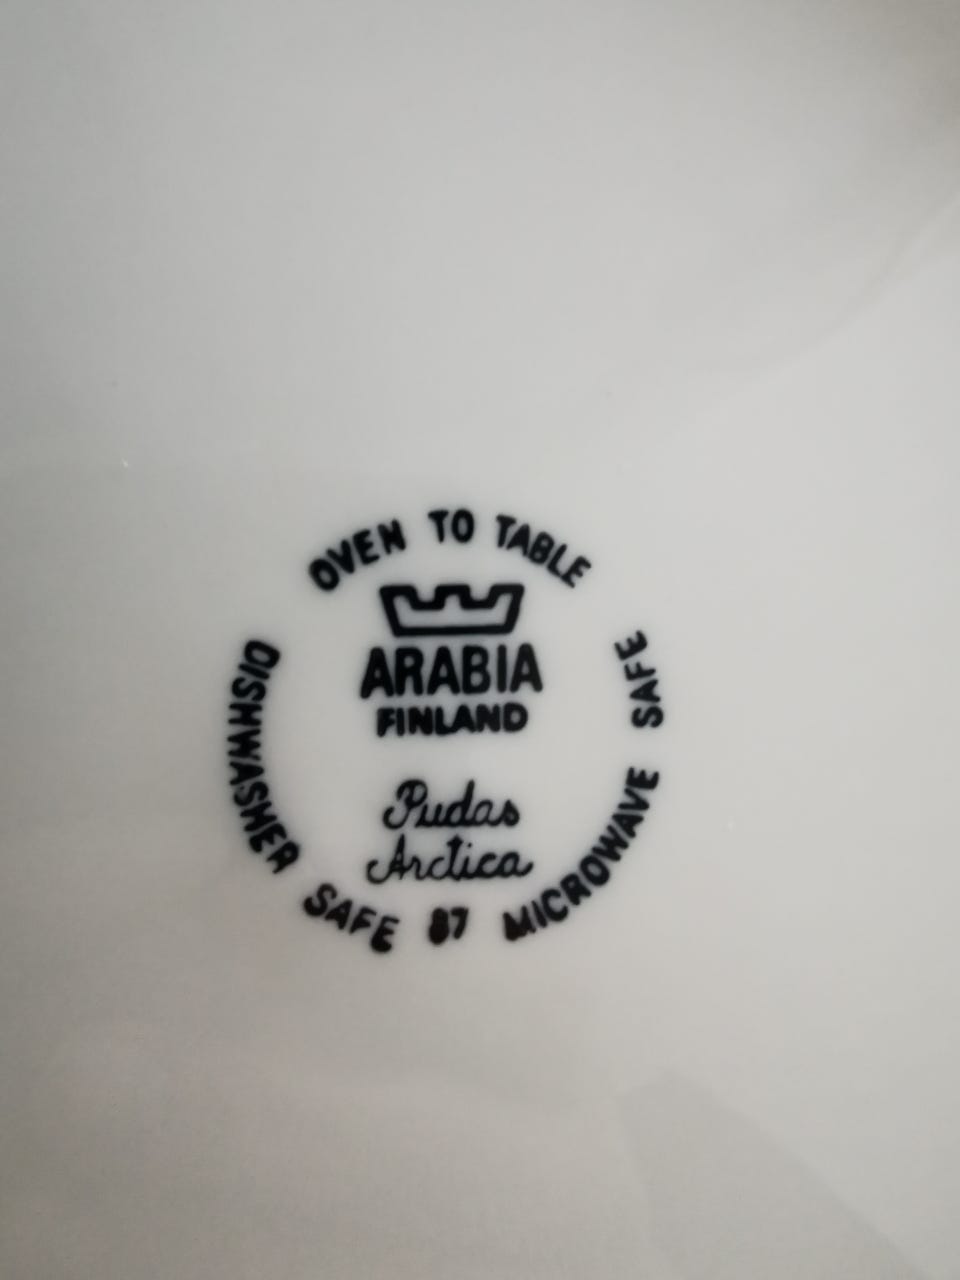 OVEN TO TABLE
ARABIA
FINLAND
Pudas
Arctica
DISHWASHER SAFE 87 MICROWAVE SAFE